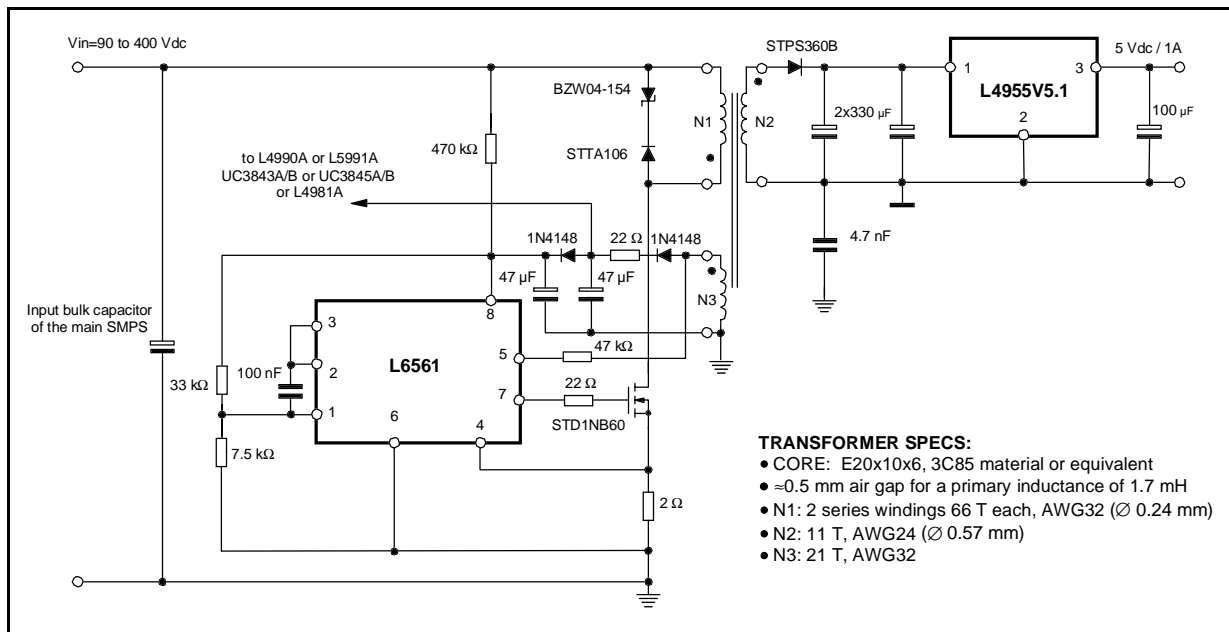 Vin=90 to 400 Vdc
STPS360B
5 Vdc / 1A
1
3
L4955V5.1
2
BZW04-154
N1
N2
2x330 µF
100 µF
470 kΩ
STTA106
to L4990A or L5991A
UC3843A/B or UC3845A/B
or L4981A
1N4148
22 Ω
1N4148
4.7 nF
47 µF
47 µF
N3
Input bulk capacitor
of the main SMPS
8
3
L6561
5
47 kΩ
100 nF
2
33 kΩ
22 Ω
7
1
6
4
STD1NB60
7.5 kΩ
2 Ω
TRANSFORMER SPECS:
• CORE: E20x10x6, 3C85 material or equivalent
• ≈0.5 mm air gap for a primary inductance of 1.7 mH
• N1: 2 series windings 66 T each, AWG32 (∅ 0.24 mm)
• N2: 11 T, AWG24 (∅ 0.57 mm)
• N3: 21 T, AWG32